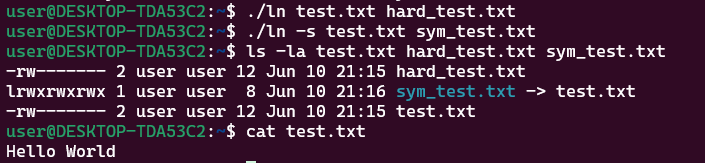 user@DESKTOP-TDA53C2:~$ ./ln test.txt hard_test.txt
user@DESKTOP-TDA53C2:~$ ./ln -s test.txt sym_test.txt
user@DESKTOP-TDA53C2:~$ ls -la test.txt hard_test.txt sym_test.txt
-rw------- 2 user user 12 Jun 10 21:15 hard_test.txt
lrwxrwxrwx 1 user user  8 Jun 10 21:16 sym_test.txt -> test.txt
-rw------- 2 user user 12 Jun 10 21:15 test.txt
user@DESKTOP-TDA53C2:~$ cat test.txt
Hello World